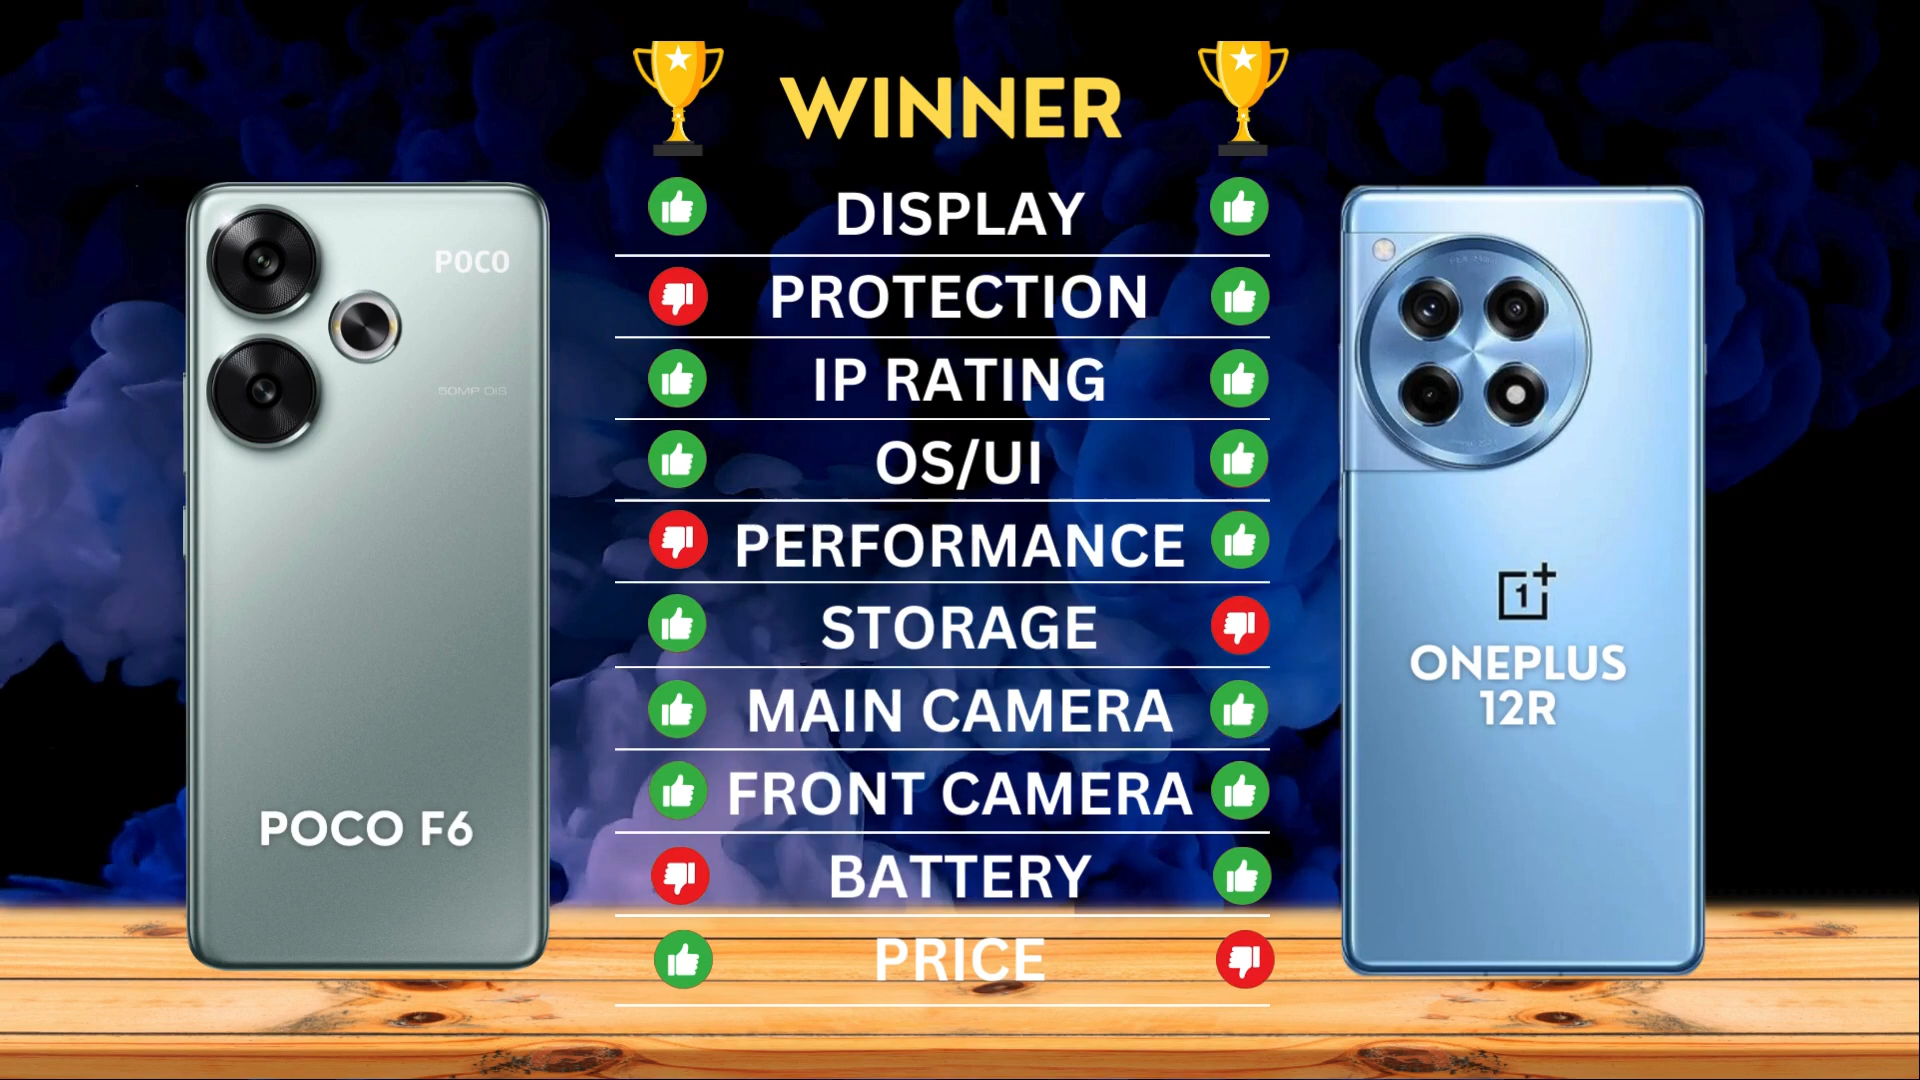 WINNER
DISPLAY
PROTECTION
IP RATING
OS/UI
PERFORMANCE
STORAGE
MAIN CAMERA
FRONT CAMERA
BATTERY
PRICE
POCO
50MP OIS
POCO F6
1+
ONEPLUS
12R